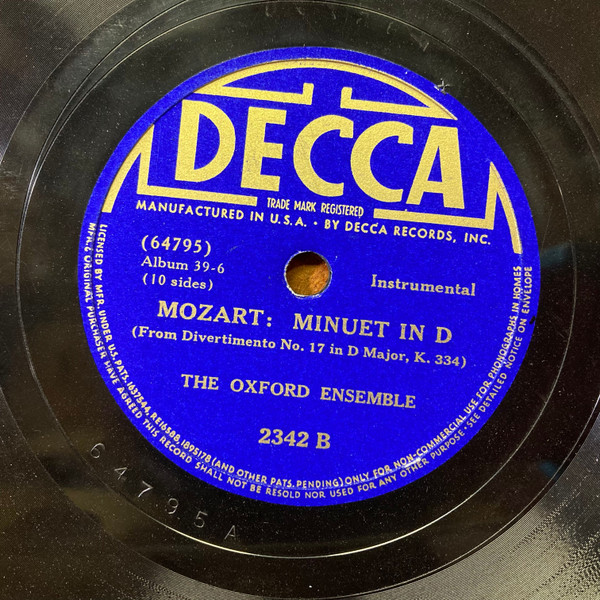 DECCA
TRADE MARK REGISTERED
MANUFACTURED IN U.S.A. · BY DECCA RECORDS, INC.
(64795)
Album 39-6
(10 sides)
Instrumental
MOZART: MINUET IN D
(From Divertimento No. 17 in D Major, K. 334)
THE OXFORD ENSEMBLE
2342 B
LICENSED BY MFR. UNDER U.S. PATS. 1637544, RE16588, 1895178 (AND OTHER PATS. PENDING) ONLY FOR NON-COMMERCIAL USE FOR PHONOGRAPHS IN HOMES
MFR. & ORIGINAL PURCHASER HAVE AGREED THIS RECORD SHALL NOT BE RESOLD NOR USED FOR ANY OTHER PURPOSE · SEE DETAILED NOTICE ON ENVELOPE
64795A